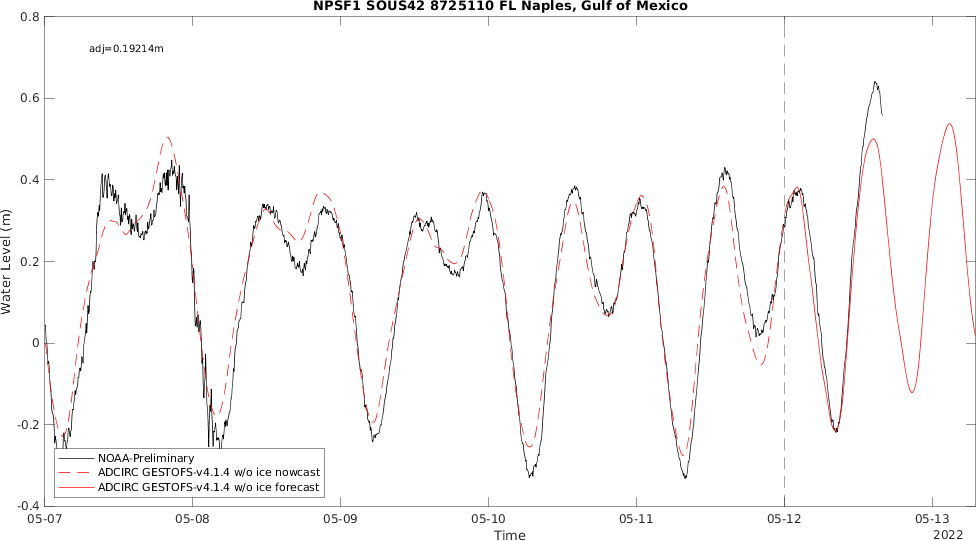 NPSF1 SOUS42 8725110 FL Naples, Gulf of Mexico
adj=0.19214m
0.8
0.6
0.4
0.2
0
-0.2
-0.4
Water Level (m)
NOAA-Preliminary
ADCIRC GESTOFS-v4.1.4 w/o ice nowcast
ADCIRC GESTOFS-v4.1.4 w/o ice forecast
05-07 05-08 05-09 05-10 05-11 05-12 05-13
Time
2022